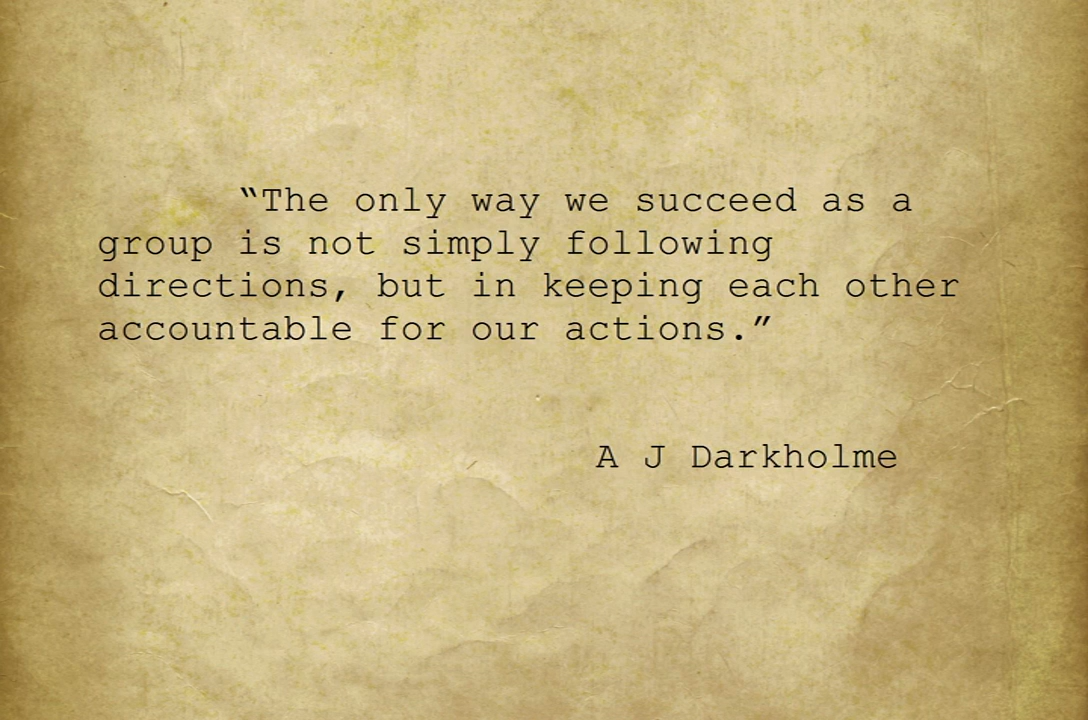 “The only way we succeed as a
group is not simply following
directions, but in keeping each other
accountable for our actions.”
A J Darkholme